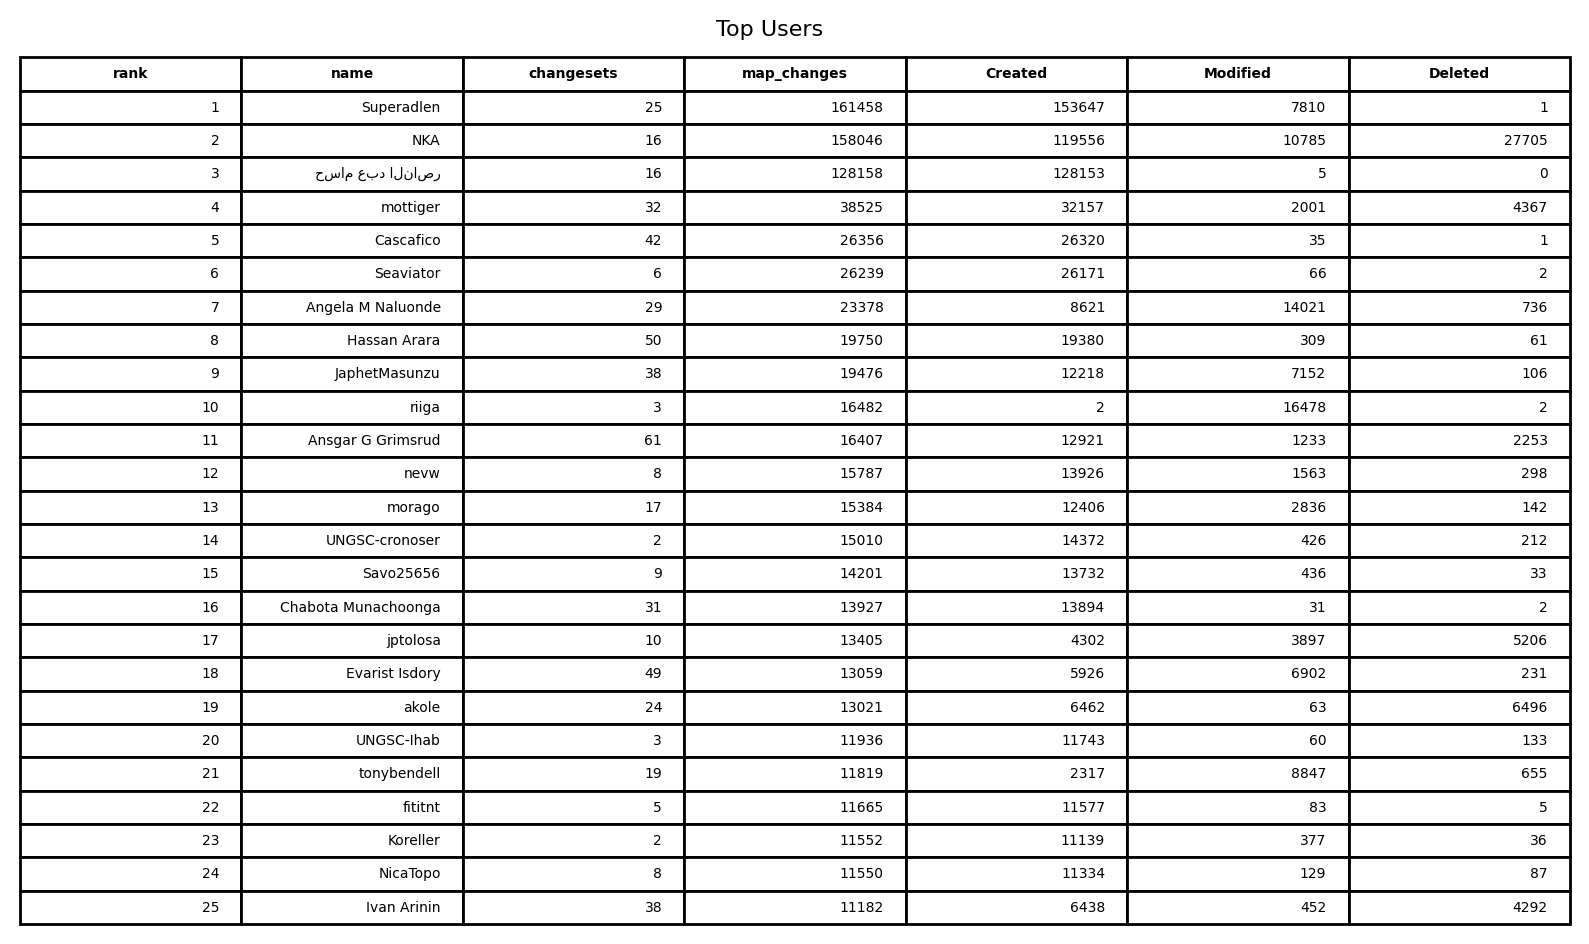 Top Users
rank name changesets map_changes Created Modified Deleted
1 Superadlen 25 161458 153647 7810 1
2 NKA 16 158046 119556 10785 27705
3 حسام عبد الناصر 16 128158 128153 5 0
4 mottiger 32 38525 32157 2001 4367
5 Cascafico 42 26356 26320 35 1
6 Seaviator 6 26239 26171 66 2
7 Angela M Naluonde 29 23378 8621 14021 736
8 Hassan Arara 50 19750 19380 309 61
9 JaphetMasunzu 38 19476 12218 7152 106
10 riiga 3 16482 2 16478 2
11 Ansgar G Grimsrud 61 16407 12921 1233 2253
12 nevw 8 15787 13926 1563 298
13 morago 17 15384 12406 2836 142
14 UNGSC-cronoser 2 15010 14372 426 212
15 Savo25656 9 14201 13732 436 33
16 Chabota Munachoonga 31 13927 13894 31 2
17 jptolosa 10 13405 4302 3897 5206
18 Evarist Isdory 49 13059 5926 6902 231
19 akole 24 13021 6462 63 6496
20 UNGSC-Ihab 3 11936 11743 60 133
21 tonybendell 19 11819 2317 8847 655
22 fititnt 5 11665 11577 83 5
23 Koreller 2 11552 11139 377 36
24 NicaTopo 8 11550 11334 129 87
25 Ivan Arinin 38 11182 6438 452 4292